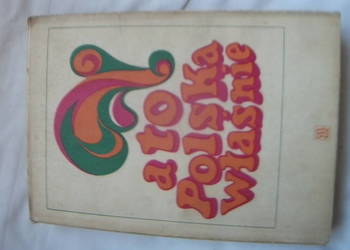 a to
Polska
właśnie